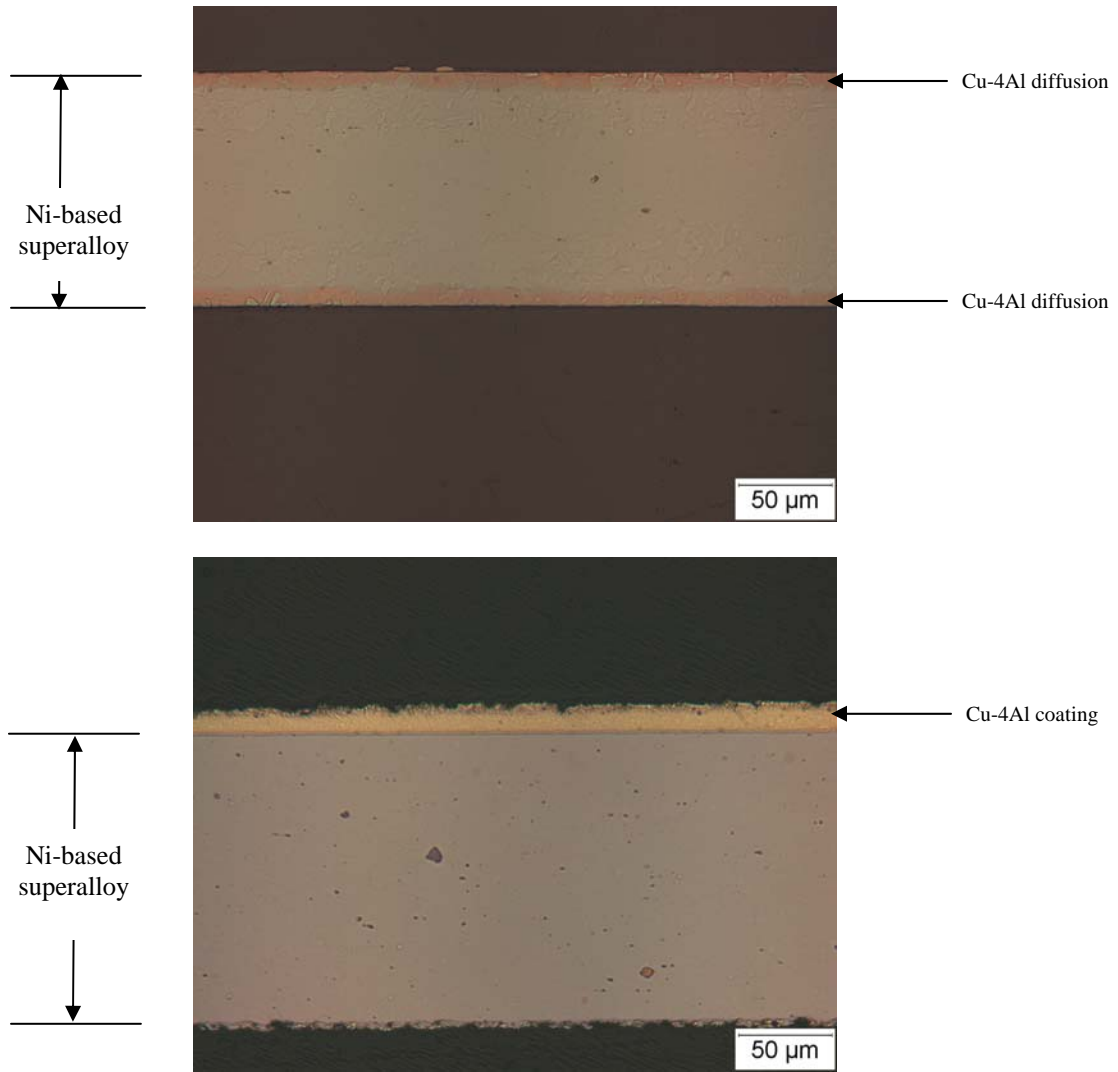 Cu-4Al diffusion
Ni-based
superalloy
Cu-4Al diffusion
50 µm
Cu-4Al coating
Ni-based
superalloy
50 µm